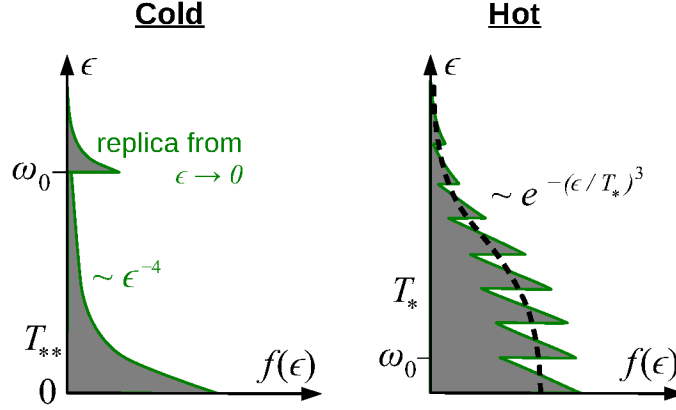 Cold
ϵ
replica from
ϵ → 0
ω₀
~ ϵ⁻⁴
T**
0
f(ϵ)
Hot
ϵ
~ e^−(ϵ / T*)³
T*
ω₀
f(ϵ)